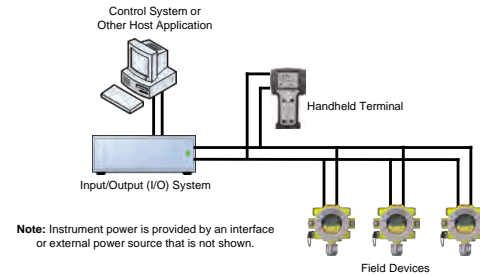 Control System or
Other Host Application
Handheld Terminal
Input/Output (I/O) System
Note: Instrument power is provided by an interface
or external power source that is not shown.
Field Devices